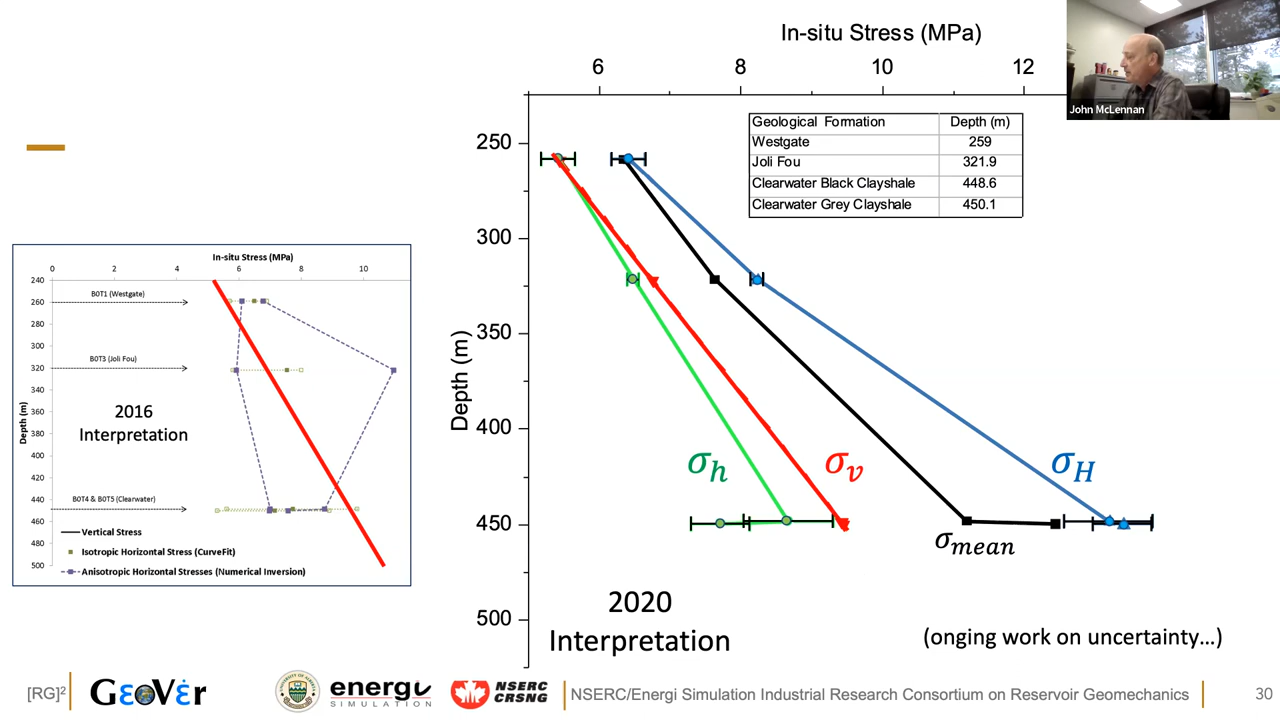 In-situ Stress (MPa)
6 8 10 12
John McLennan
Geological Formation Depth (m)
Westgate 259
Joli Fou 321.9
Clearwater Black Clayshale 448.6
Clearwater Grey Clayshale 450.1
250
300
350
400
450
500
Depth (m)
σh
σv
σH
σmean
2020
Interpretation
(onging work on uncertainty...)
In-situ Stress (MPa)
0 2 4 6 8 10
240
260
280
300
320
340
360
380
400
420
440
460
480
500
Depth (m)
B0T1 (Westgate)
B0T3 (Joli Fou)
2016
Interpretation
B0T4 & B0T5 (Clearwater)
Vertical Stress
Isotropic Horizontal Stress (CurveFit)
Anisotropic Horizontal Stresses (Numerical Inversion)
[RG]²
GeoVer
energi
SIMULATION
NSERC
CRSNG
NSERC/Energi Simulation Industrial Research Consortium on Reservoir Geomechanics
30